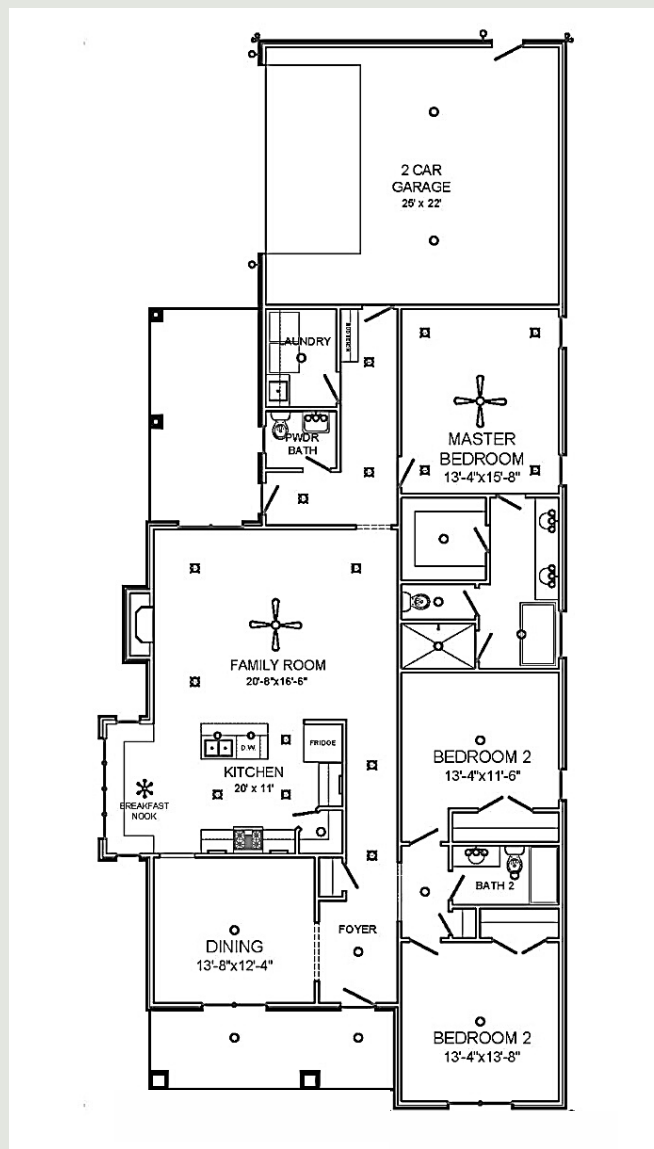 2 CAR
GARAGE
25' x 22'
LAUNDRY
PWDR
BATH
MASTER
BEDROOM
13'-4"x15'-8"
FAMILY ROOM
20'-8"x16'-6"
FRIDGE
D.W.
KITCHEN
20' x 11'
BREAKFAST
NOOK
BEDROOM 2
13'-4"x11'-6"
BATH 2
FOYER
DINING
13'-8"x12'-4"
BEDROOM 2
13'-4"x13'-8"